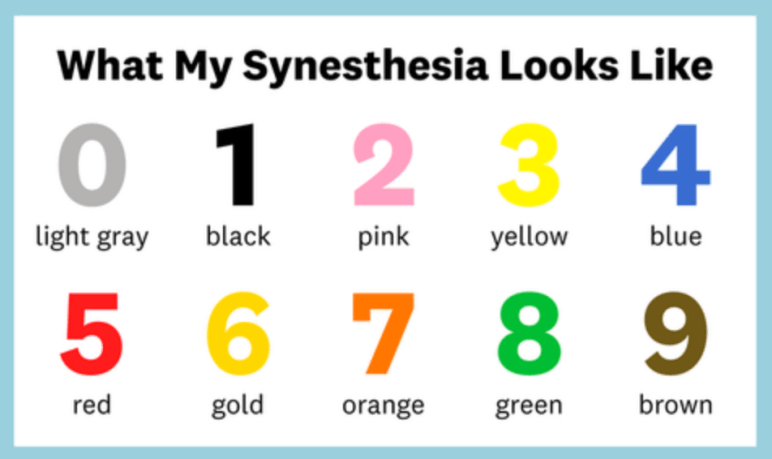 What My Synesthesia Looks Like
0 1 2 3 4
light gray black pink yellow blue
5 6 7 8 9
red gold orange green brown